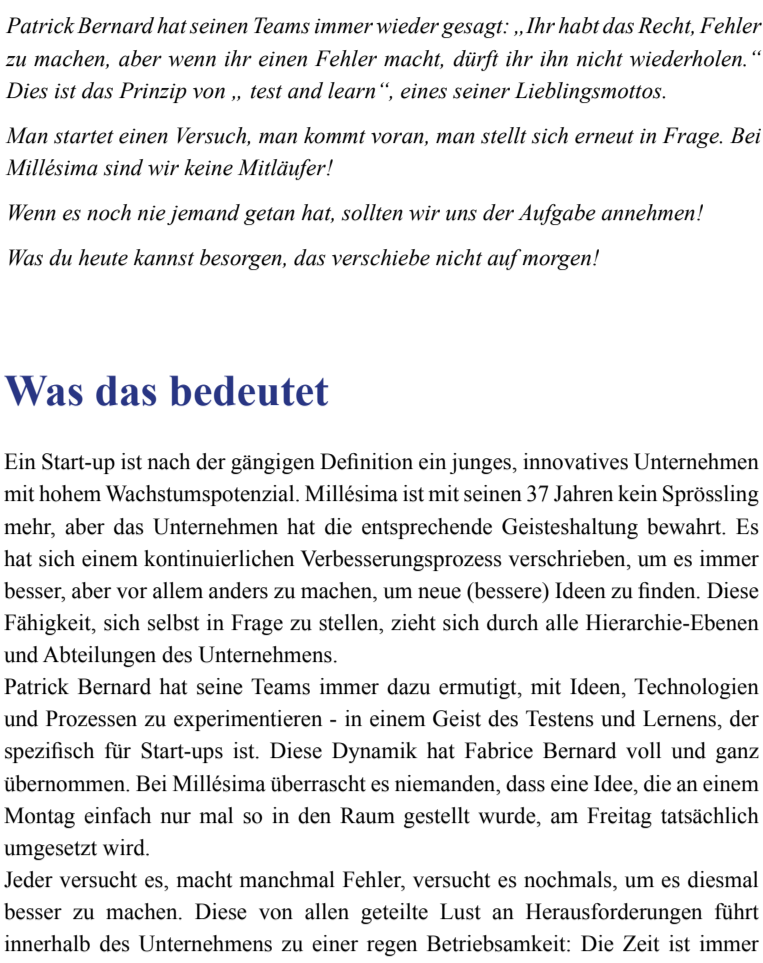 Patrick Bernard hat seinen Teams immer wieder gesagt: „Ihr habt das Recht, Fehler
zu machen, aber wenn ihr einen Fehler macht, dürft ihr ihn nicht wiederholen.“
Dies ist das Prinzip von „ test and learn“, eines seiner Lieblingsmottos.
Man startet einen Versuch, man kommt voran, man stellt sich erneut in Frage. Bei
Millésima sind wir keine Mitläufer!
Wenn es noch nie jemand getan hat, sollten wir uns der Aufgabe annehmen!
Was du heute kannst besorgen, das verschiebe nicht auf morgen!
Was das bedeutet
Ein Start-up ist nach der gängigen Definition ein junges, innovatives Unternehmen
mit hohem Wachstumspotenzial. Millésima ist mit seinen 37 Jahren kein Sprössling
mehr, aber das Unternehmen hat die entsprechende Geisteshaltung bewahrt. Es
hat sich einem kontinuierlichen Verbesserungsprozess verschrieben, um es immer
besser, aber vor allem anders zu machen, um neue (bessere) Ideen zu finden. Diese
Fähigkeit, sich selbst in Frage zu stellen, zieht sich durch alle Hierarchie-Ebenen
und Abteilungen des Unternehmens.
Patrick Bernard hat seine Teams immer dazu ermutigt, mit Ideen, Technologien
und Prozessen zu experimentieren - in einem Geist des Testens und Lernens, der
spezifisch für Start-ups ist. Diese Dynamik hat Fabrice Bernard voll und ganz
übernommen. Bei Millésima überrascht es niemanden, dass eine Idee, die an einem
Montag einfach nur mal so in den Raum gestellt wurde, am Freitag tatsächlich
umgesetzt wird.
Jeder versucht es, macht manchmal Fehler, versucht es nochmals, um es diesmal
besser zu machen. Diese von allen geteilte Lust an Herausforderungen führt
innerhalb des Unternehmens zu einer regen Betriebsamkeit: Die Zeit ist immer